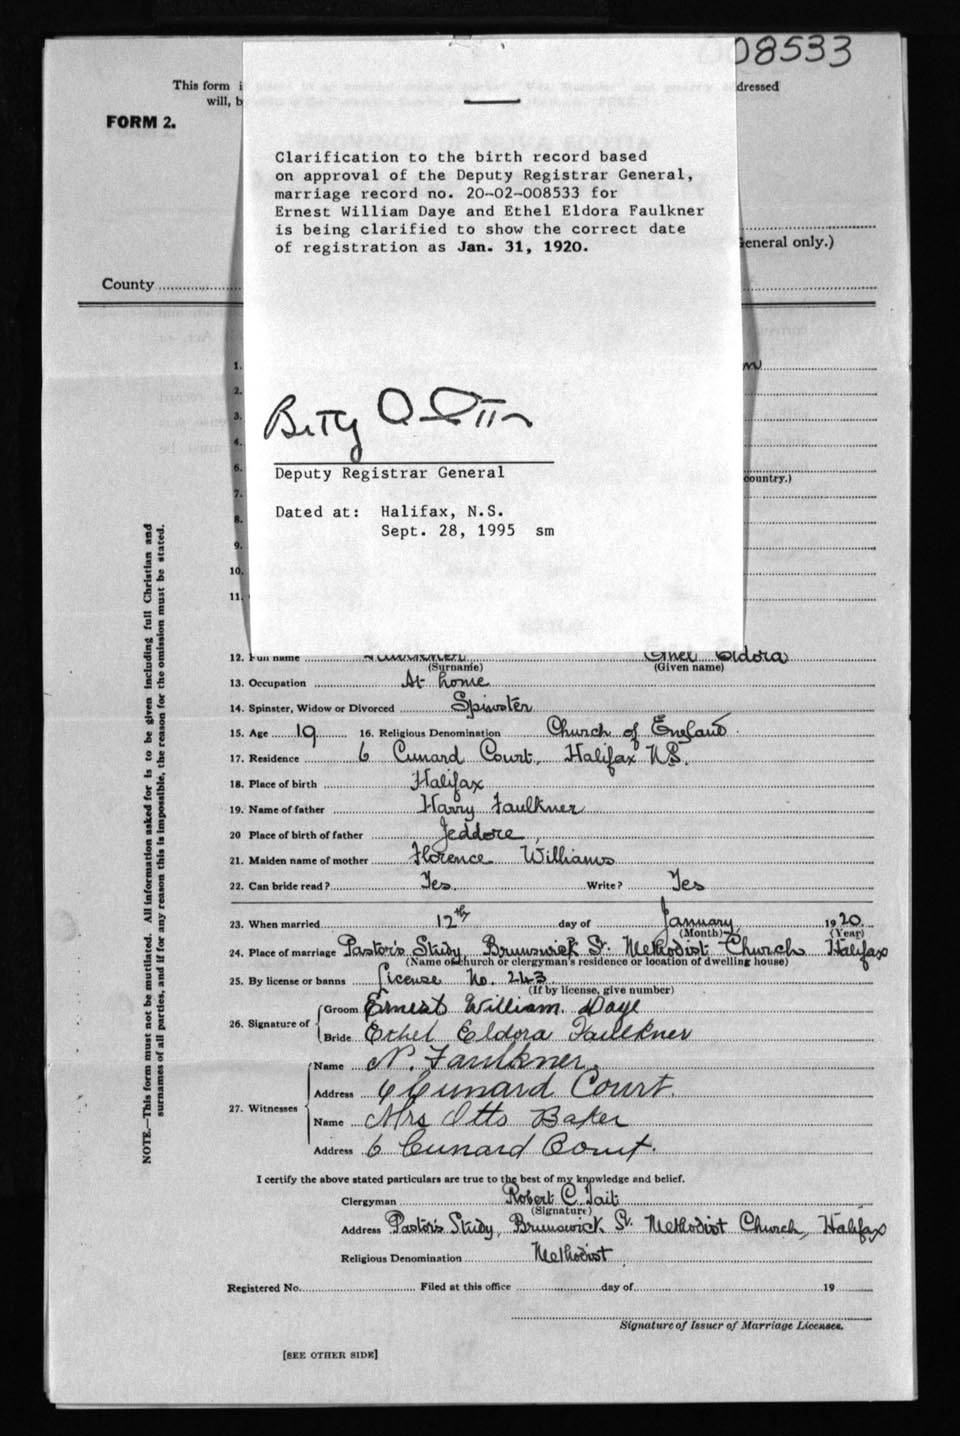 008533
This form i
dressed
will, b
FORM 2.
Clarification to the birth record based
on approval of the Deputy Registrar General,
marriage record no. 20-02-008533 for
Ernest William Daye and Ethel Eldora Faulkner
is being clarified to show the correct date
of registration as Jan. 31, 1920.
eneral only.)
County
1.
2.
3.
4.
6.
country.)
7.
8.
9.
10.
11.
Betty
Deputy Registrar General
Dated at: Halifax, N.S.
Sept. 28, 1995 sm
NOTE.—This form must not be mutilated. All information asked for is to be given including full Christian and
surnames of all parties, and if for any reason this is impossible, the reason for the omission must be stated.
12. Full name Faulkner Ethel Eldora
(Surname) (Given name)
13. Occupation At home
14. Spinster, Widow or Divorced Spinster
15. Age 19 16. Religious Denomination Church of England
17. Residence 6 Cunard Court, Halifax N.S.
18. Place of birth Halifax
19. Name of father Harry Faulkner
20 Place of birth of father Jeddore
21. Maiden name of mother Florence Williams
22. Can bride read? Yes. Write? Yes
23. When married 12th day of January 1920.
(Month) (Year)
24. Place of marriage Pastor's Study, Brunswick St. Methodist Church Halifax
(Name of church or clergyman's residence or location of dwelling house)
25. By license or banns License No. 243
(If by license, give number)
26. Signature of Groom Ernest William Daye
Bride Ethel Eldora Faulkner
27. Witnesses Name N. Faulkner.
Address 6 Cunard Court.
Name Mrs Otto Baker
Address 6 Cunard Court.
I certify the above stated particulars are true to the best of my knowledge and belief.
Clergyman Robert C. Tait
(Signature)
Address Pastor's Study, Brunswick St. Methodist Church, Halifax
Religious Denomination Methodist
Registered No. Filed at this office day of 19
Signature of Issuer of Marriage Licenses.
[SEE OTHER SIDE]